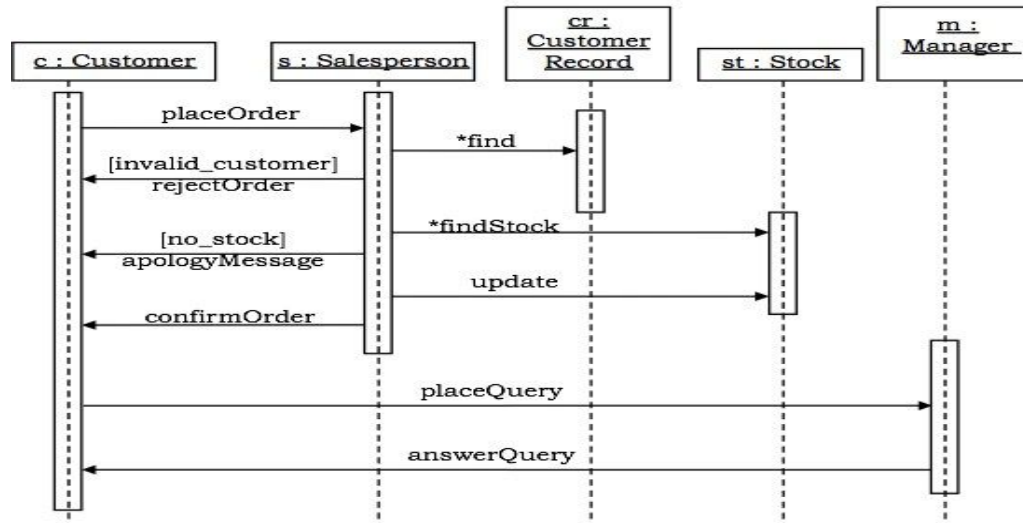 c : Customer
s : Salesperson
cr :
Customer
Record
st : Stock
m :
Manager
placeOrder
*find
[invalid_customer]
rejectOrder
*findStock
[no_stock]
apologyMessage
update
confirmOrder
placeQuery
answerQuery